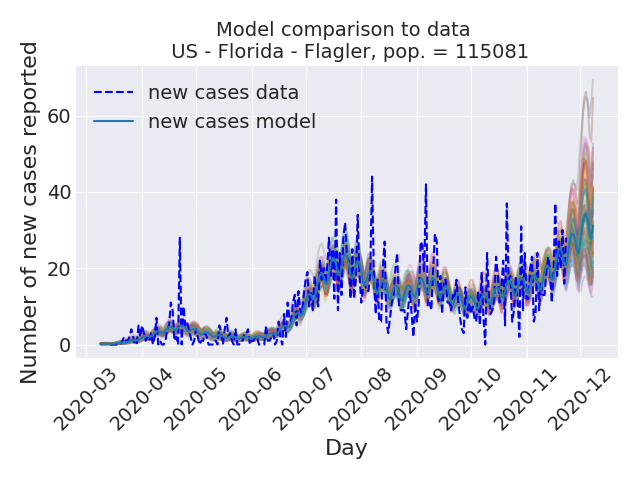 Model comparison to data
US - Florida - Flagler, pop. = 115081
new cases data
new cases model
Number of new cases reported
60
40
20
0
2020-03
2020-04
2020-05
2020-06
2020-07
2020-08
2020-09
2020-10
2020-11
2020-12
Day